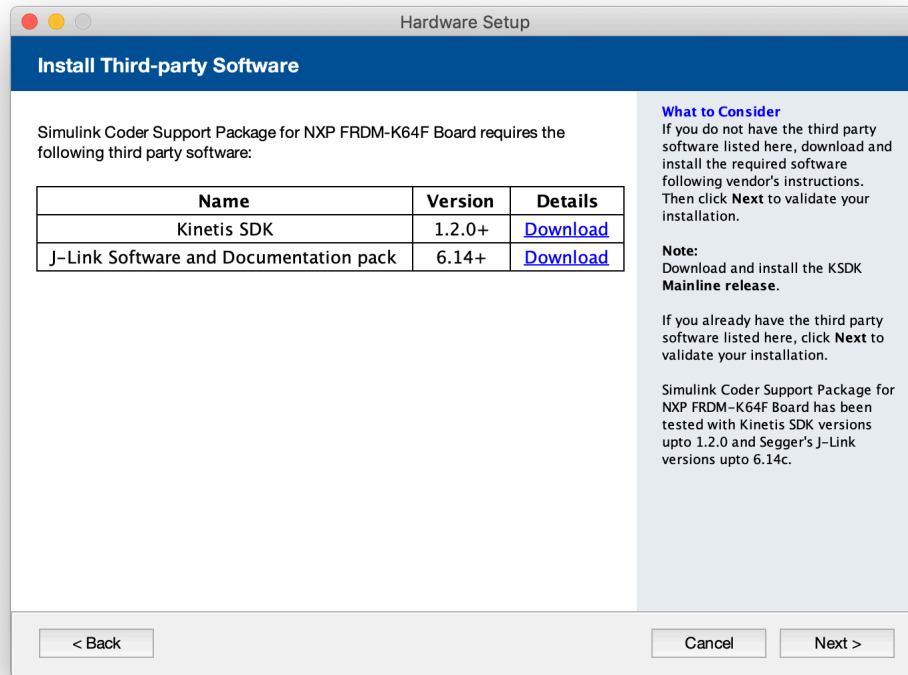 Hardware Setup
Install Third-party Software
Simulink Coder Support Package for NXP FRDM-K64F Board requires the
following third party software:
Name Version Details
Kinetis SDK 1.2.0+ Download
J-Link Software and Documentation pack 6.14+ Download
What to Consider
If you do not have the third party
software listed here, download and
install the required software
following vendor's instructions.
Then click Next to validate your
installation.
Note:
Download and install the KSDK
Mainline release.
If you already have the third party
software listed here, click Next to
validate your installation.
Simulink Coder Support Package for
NXP FRDM-K64F Board has been
tested with Kinetis SDK versions
upto 1.2.0 and Segger's J-Link
versions upto 6.14c.
< Back Cancel Next >